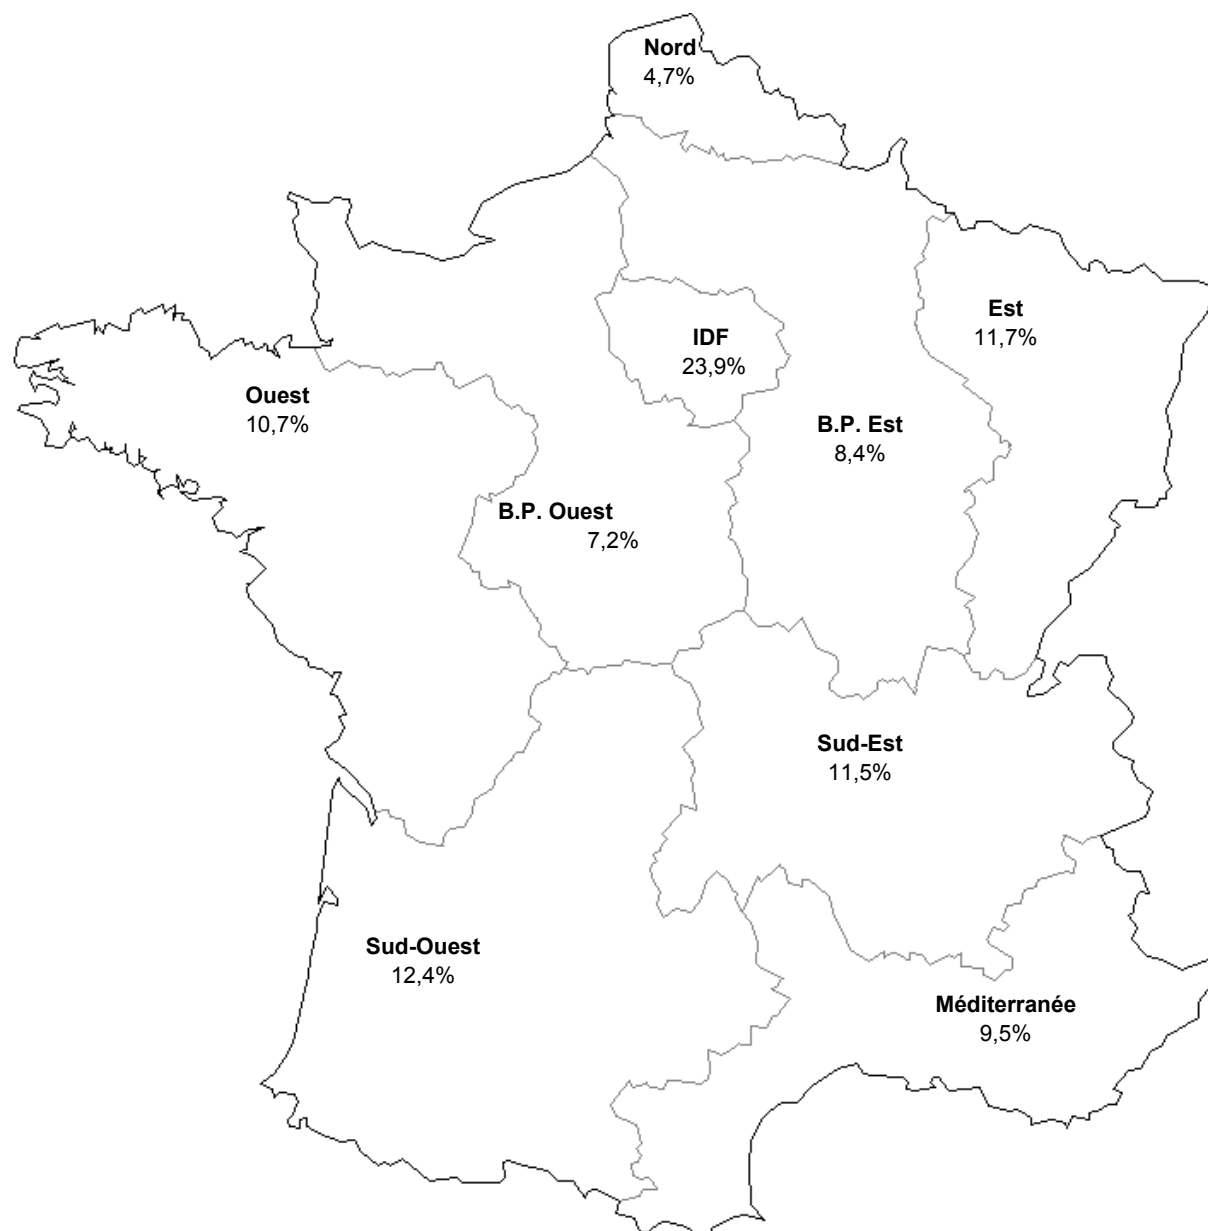 Nord
4,7%
Est
11,7%
IDF
23,9%
Ouest
10,7%
B.P. Est
8,4%
B.P. Ouest
7,2%
Sud-Est
11,5%
Sud-Ouest
12,4%
Méditerranée
9,5%